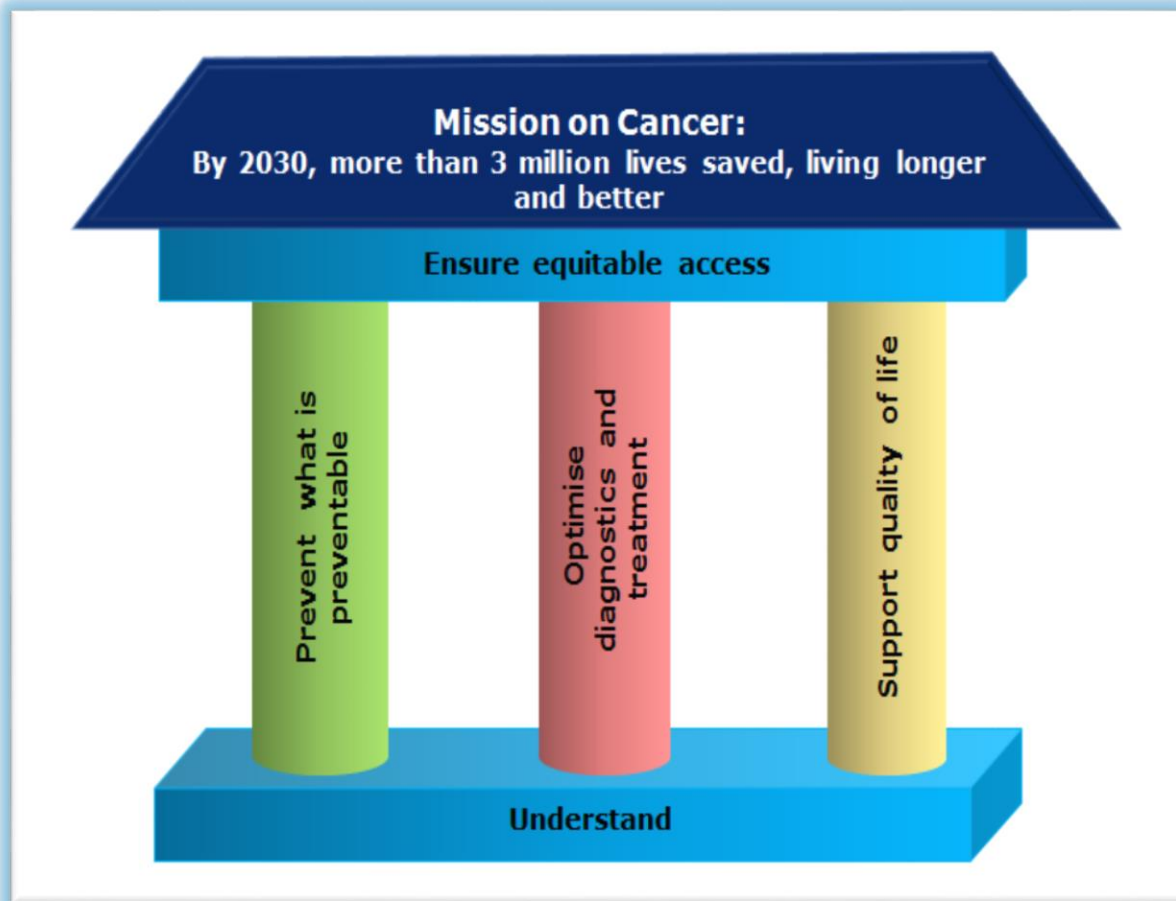 Mission on Cancer:
By 2030, more than 3 million lives saved, living longer
and better
Ensure equitable access
Prevent what is
preventable
Optimise
diagnostics and
treatment
Support quality of life
Understand